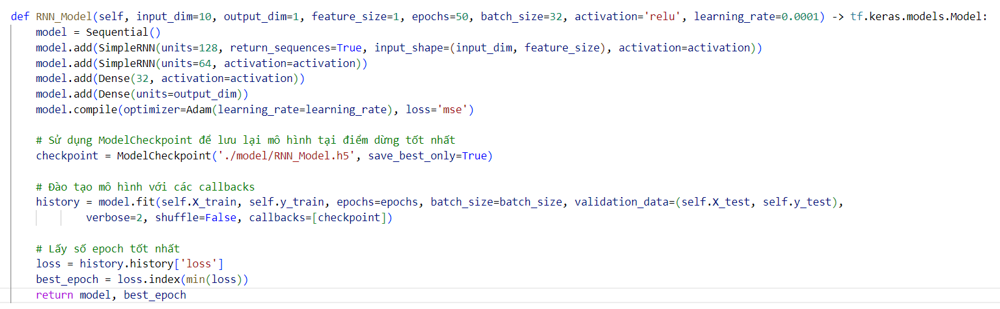 def RNN_Model(self, input_dim=10, output_dim=1, feature_size=1, epochs=50, batch_size=32, activation='relu', learning_rate=0.0001) -> tf.keras.models.Model:
    model = Sequential()
    model.add(SimpleRNN(units=128, return_sequences=True, input_shape=(input_dim, feature_size), activation=activation))
    model.add(SimpleRNN(units=64, activation=activation))
    model.add(Dense(32, activation=activation))
    model.add(Dense(units=output_dim))
    model.compile(optimizer=Adam(learning_rate=learning_rate), loss='mse')

    # Sử dụng ModelCheckpoint để lưu lại mô hình tại điểm dừng tốt nhất
    checkpoint = ModelCheckpoint('./model/RNN_Model.h5', save_best_only=True)

    # Đào tạo mô hình với các callbacks
    history = model.fit(self.X_train, self.y_train, epochs=epochs, batch_size=batch_size, validation_data=(self.X_test, self.y_test),
            verbose=2, shuffle=False, callbacks=[checkpoint])

    # Lấy số epoch tốt nhất
    loss = history.history['loss']
    best_epoch = loss.index(min(loss))
    return model, best_epoch